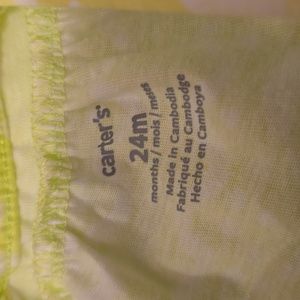 carter's®
24m
months / mois / meses
Made in Cambodia
Fabriqué au Cambodge
Hecho en Camboya